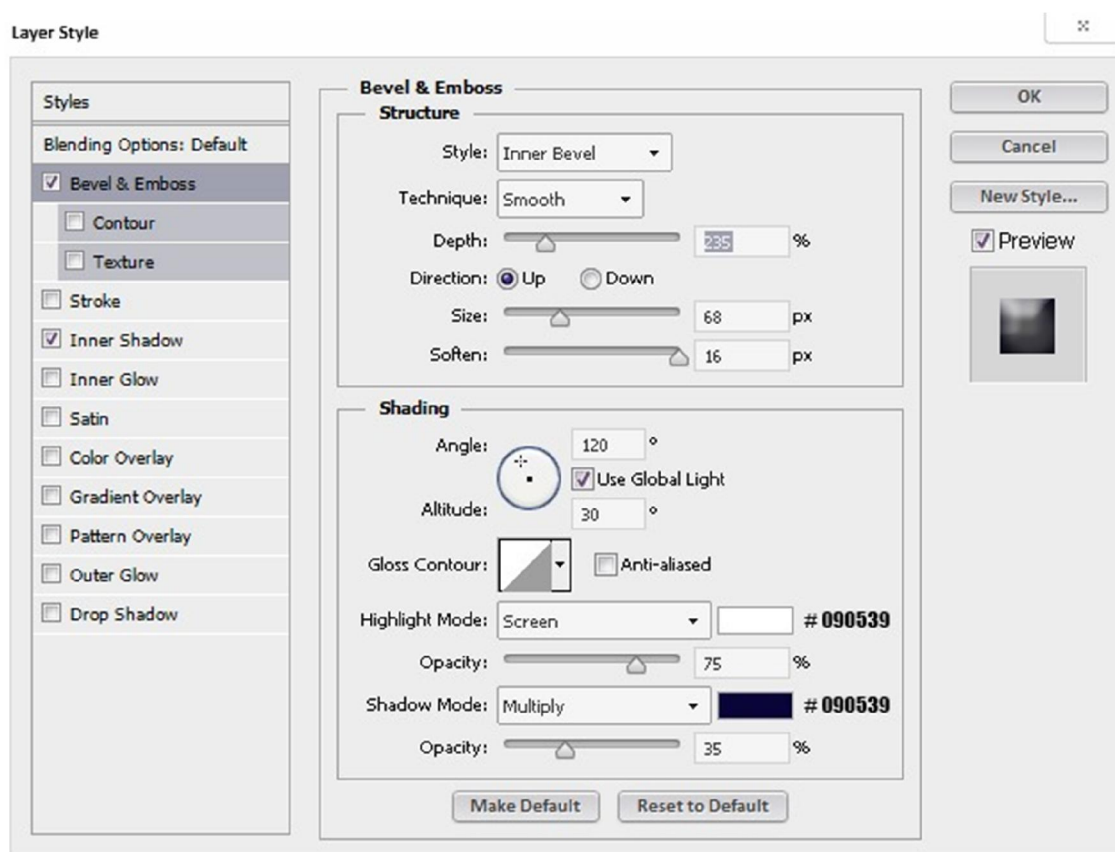 Layer Style
Styles
Blending Options: Default
Bevel & Emboss
Contour
Texture
Stroke
Inner Shadow
Inner Glow
Satin
Color Overlay
Gradient Overlay
Pattern Overlay
Outer Glow
Drop Shadow
Bevel & Emboss
Structure
Style: Inner Bevel
Technique: Smooth
Depth: 235 %
Direction: Up Down
Size: 68 px
Soften: 16 px
Shading
Angle: 120 °
Use Global Light
Altitude: 30 °
Gloss Contour: Anti-aliased
Highlight Mode: Screen # 090539
Opacity: 75 %
Shadow Mode: Multiply # 090539
Opacity: 35 %
Make Default Reset to Default
OK
Cancel
New Style...
Preview